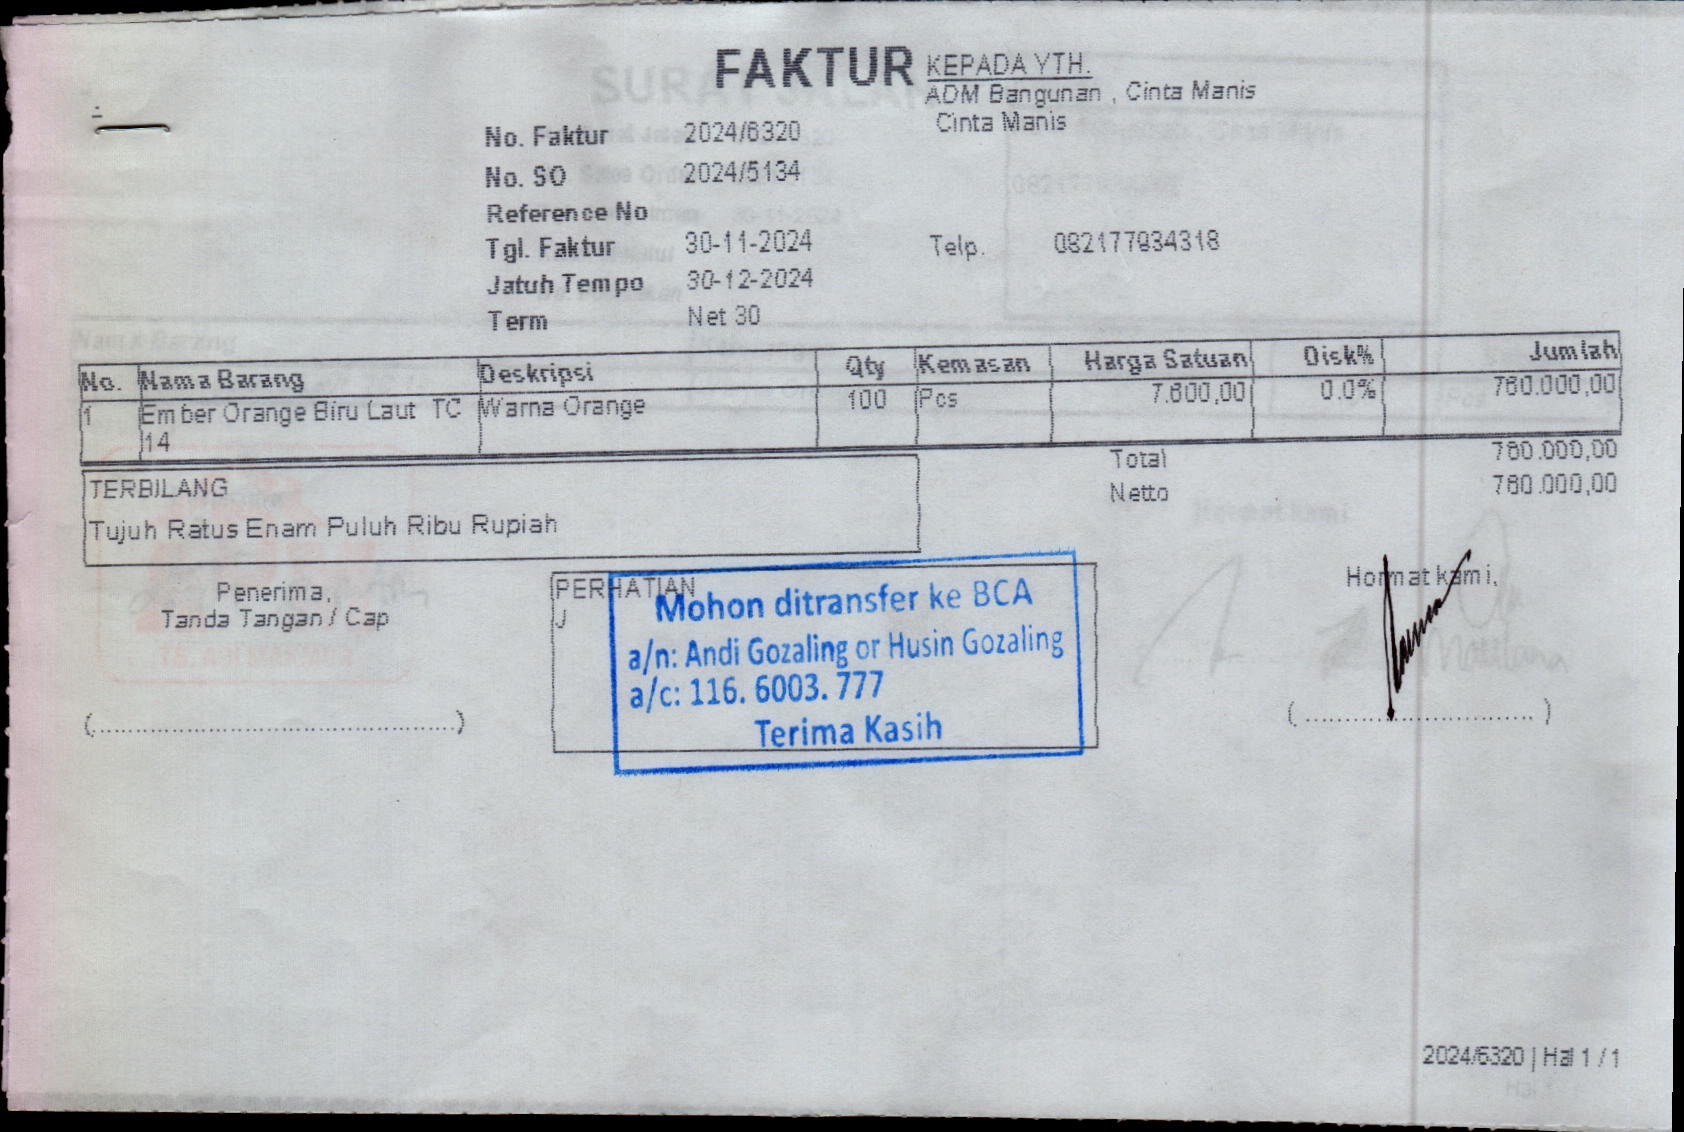 FAKTUR
KEPADA YTH.
ADM Bangunan , Cinta Manis
Cinta Manis
No. Faktur 2024/6320
No. SO 2024/5134
Reference No
Tgl. Faktur 30-11-2024 Telp. 082177934318
Jatuh Tempo 30-12-2024
Term Net 30
No. Nama Barang Deskripsi Qty Kemasan Harga Satuan Disk% Jumlah
1 Ember Orange Biru Laut TC Warna Orange 100 Pcs 7.600,00 0.0% 760.000,00
14
Total 760.000,00
TERBILANG Netto 760.000,00
Tujuh Ratus Enam Puluh Ribu Rupiah
Penerima,
Tanda Tangan / Cap
(........................................................)
PERHATIAN
J
Mohon ditransfer ke BCA
a/n: Andi Gozaling or Husin Gozaling
a/c: 116. 6003. 777
Terima Kasih
Hormat kami,
(..................................)
2024/6320 | Hal 1 / 1